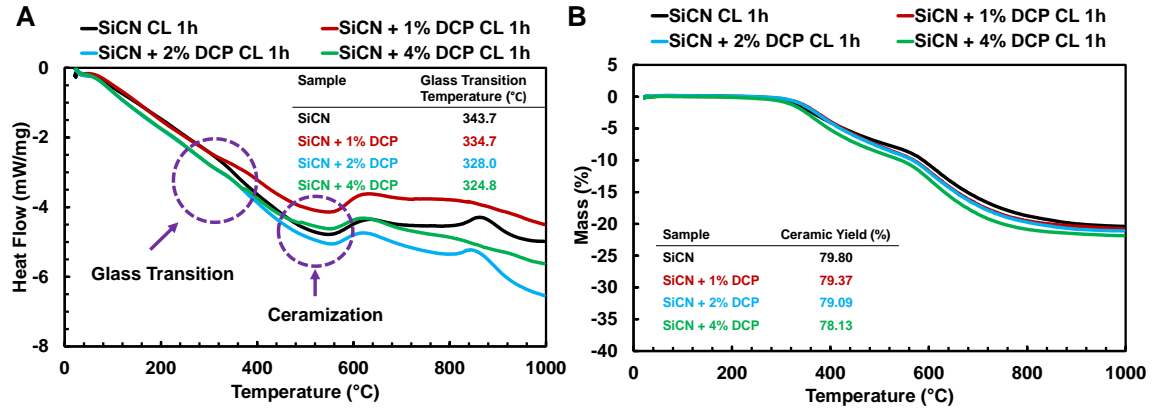 A
SiCN CL 1h
SiCN + 1% DCP CL 1h
SiCN + 2% DCP CL 1h
SiCN + 4% DCP CL 1h
0
-2
-4
-6
-8
Heat Flow (mW/mg)
Sample
Glass Transition
Temperature (°C)
SiCN
343.7
SiCN + 1% DCP
334.7
SiCN + 2% DCP
328.0
SiCN + 4% DCP
324.8
Glass Transition
Ceramization
0
200
400
600
800
1000
Temperature (°C)
B
SiCN CL 1h
SiCN + 1% DCP CL 1h
SiCN + 2% DCP CL 1h
SiCN + 4% DCP CL 1h
5
0
-5
-10
-15
-20
-25
-30
-35
-40
Mass (%)
Sample
Ceramic Yield (%)
SiCN
79.80
SiCN + 1% DCP
79.37
SiCN + 2% DCP
79.09
SiCN + 4% DCP
78.13
0
200
400
600
800
1000
Temperature (°C)